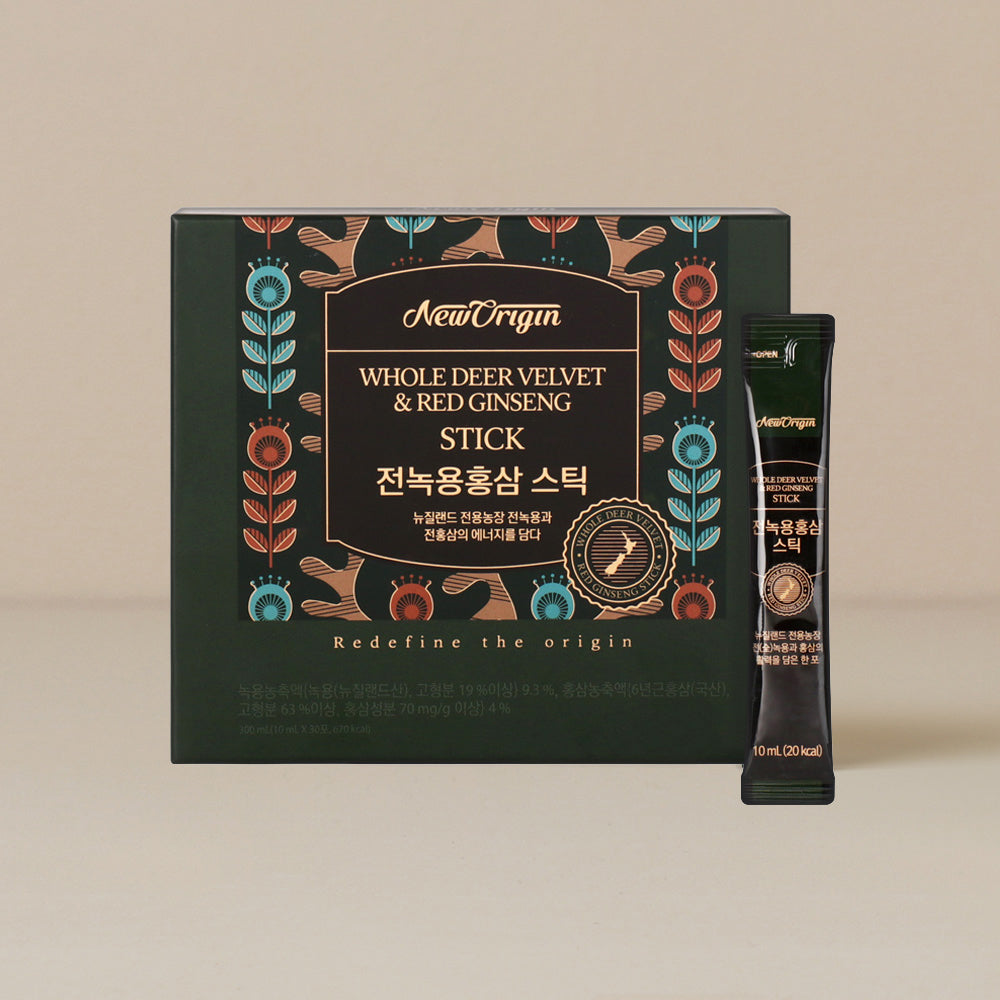 NewOrigin
WHOLE DEER VELVET
& RED GINSENG
STICK
전녹용홍삼 스틱
뉴질랜드 전용농장 전녹용과
전홍삼의 에너지를 담다
WHOLE DEER VELVET
RED GINSENG STICK
Redefine the origin
녹용농축액(녹용(뉴질랜드산), 고형분 19 %이상) 9.3 %, 홍삼농축액(6년근홍삼(국산),
고형분 63 %이상, 홍삼성분 70 mg/g 이상) 4 %
300 mL(10 mL X 30포, 670 kcal)
OPEN
NewOrigin
WHOLE DEER VELVET
& RED GINSENG
STICK
전녹용홍삼
스틱
WHOLE DEER VELVET
RED GINSENG STICK
뉴질랜드 전용농장
전(全)녹용과 홍삼의
활력을 담은 한 포
10 mL (20 kcal)